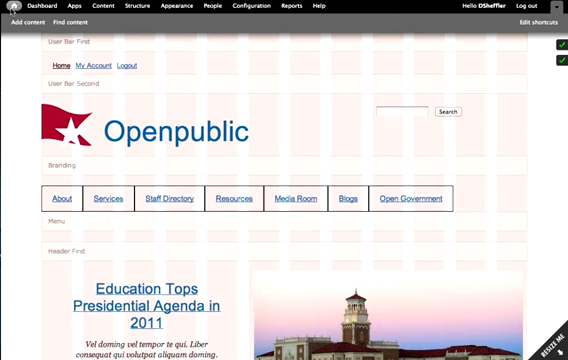 Dashboard Apps Content Structure Appearance People Configuration Reports Help Hello DSheffler Log out
Add content Find content Edit shortcuts
User Bar First
Home My Account Logout
User Bar Second
Openpublic
Search
Branding
About Services Staff Directory Resources Media Room Blogs Open Government
Menu
Header First
Education Tops
Presidential Agenda in
2011
Vel doming vel tempor te qui. Liber
consequat qui volutpat aliquam doming.
RESIZE ME